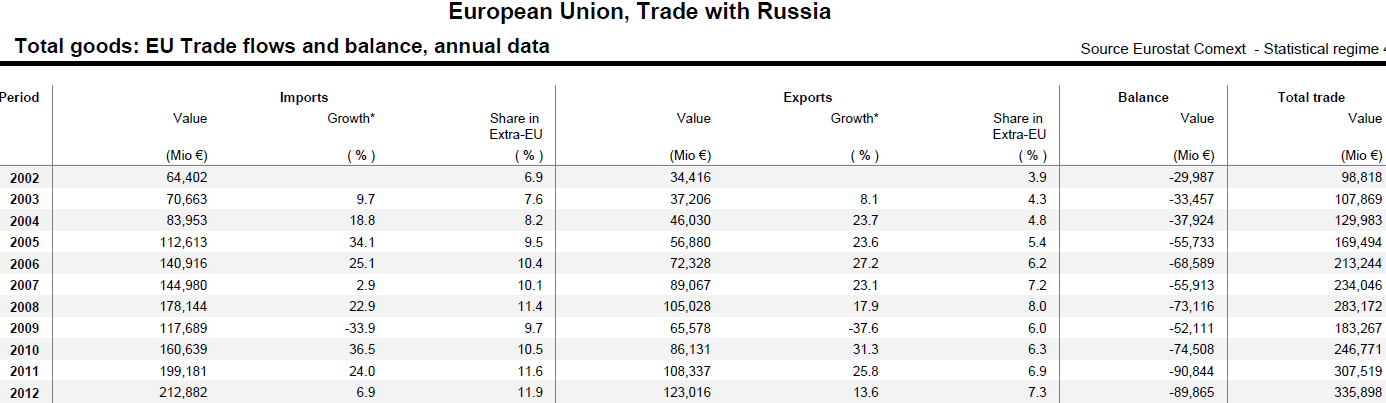 European Union, Trade with Russia
Total goods: EU Trade flows and balance, annual data Source Eurostat Comext - Statistical regime 4
Period Imports Exports Balance Total trade
Value Growth* Share in Extra-EU Value Growth* Share in Extra-EU Value Value
(Mio €) ( % ) ( % ) (Mio €) ( % ) ( % ) (Mio €) (Mio €)
2002 64,402 6.9 34,416 3.9 -29,987 98,818
2003 70,663 9.7 7.6 37,206 8.1 4.3 -33,457 107,869
2004 83,953 18.8 8.2 46,030 23.7 4.8 -37,924 129,983
2005 112,613 34.1 9.5 56,880 23.6 5.4 -55,733 169,494
2006 140,916 25.1 10.4 72,328 27.2 6.2 -68,589 213,244
2007 144,980 2.9 10.1 89,067 23.1 7.2 -55,913 234,046
2008 178,144 22.9 11.4 105,028 17.9 8.0 -73,116 283,172
2009 117,689 -33.9 9.7 65,578 -37.6 6.0 -52,111 183,267
2010 160,639 36.5 10.5 86,131 31.3 6.3 -74,508 246,771
2011 199,181 24.0 11.6 108,337 25.8 6.9 -90,844 307,519
2012 212,882 6.9 11.9 123,016 13.6 7.3 -89,865 335,898